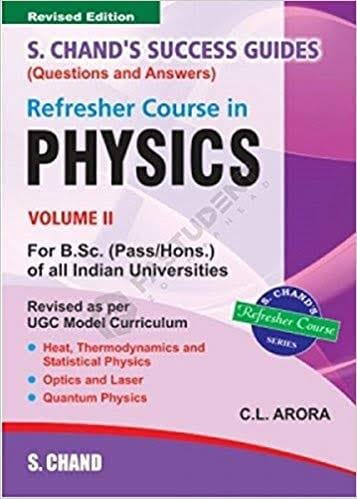 Revised Edition
S. CHAND'S SUCCESS GUIDES
(Questions and Answers)
Refresher Course in
PHYSICS
VOLUME II
For B.Sc. (Pass/Hons.)
of all Indian Universities
Revised as per
UGC Model Curriculum
• Heat, Thermodynamics and
Statistical Physics
• Optics and Laser
• Quantum Physics
S. CHAND'S
Refresher Course
SERIES
C.L. ARORA
S. CHAND